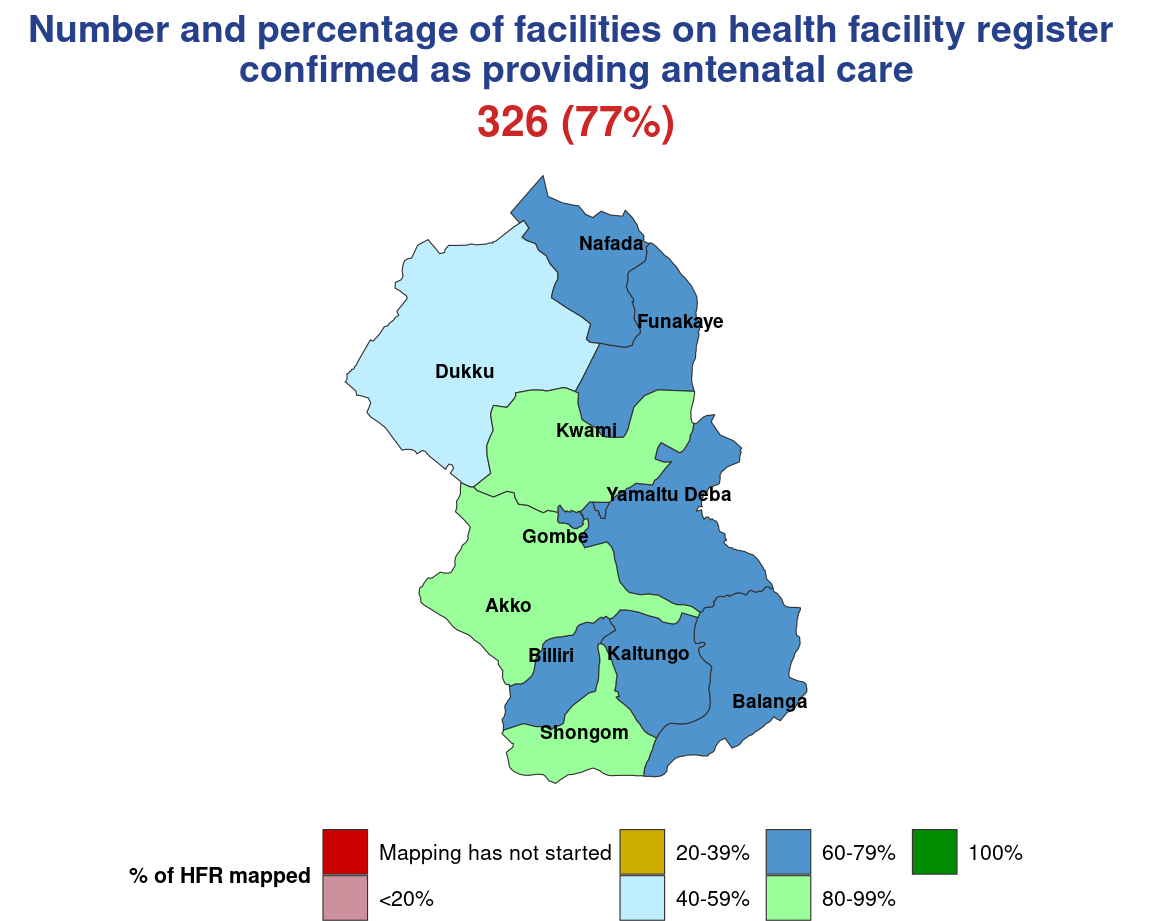 Number and percentage of facilities on health facility register
confirmed as providing antenatal care
326 (77%)
Nafada
Funakaye
Dukku
Kwami
Yamaltu Deba
Gombe
Akko
Billiri
Kaltungo
Balanga
Shongom
% of HFR mapped
Mapping has not started
<20%
20-39%
40-59%
60-79%
80-99%
100%